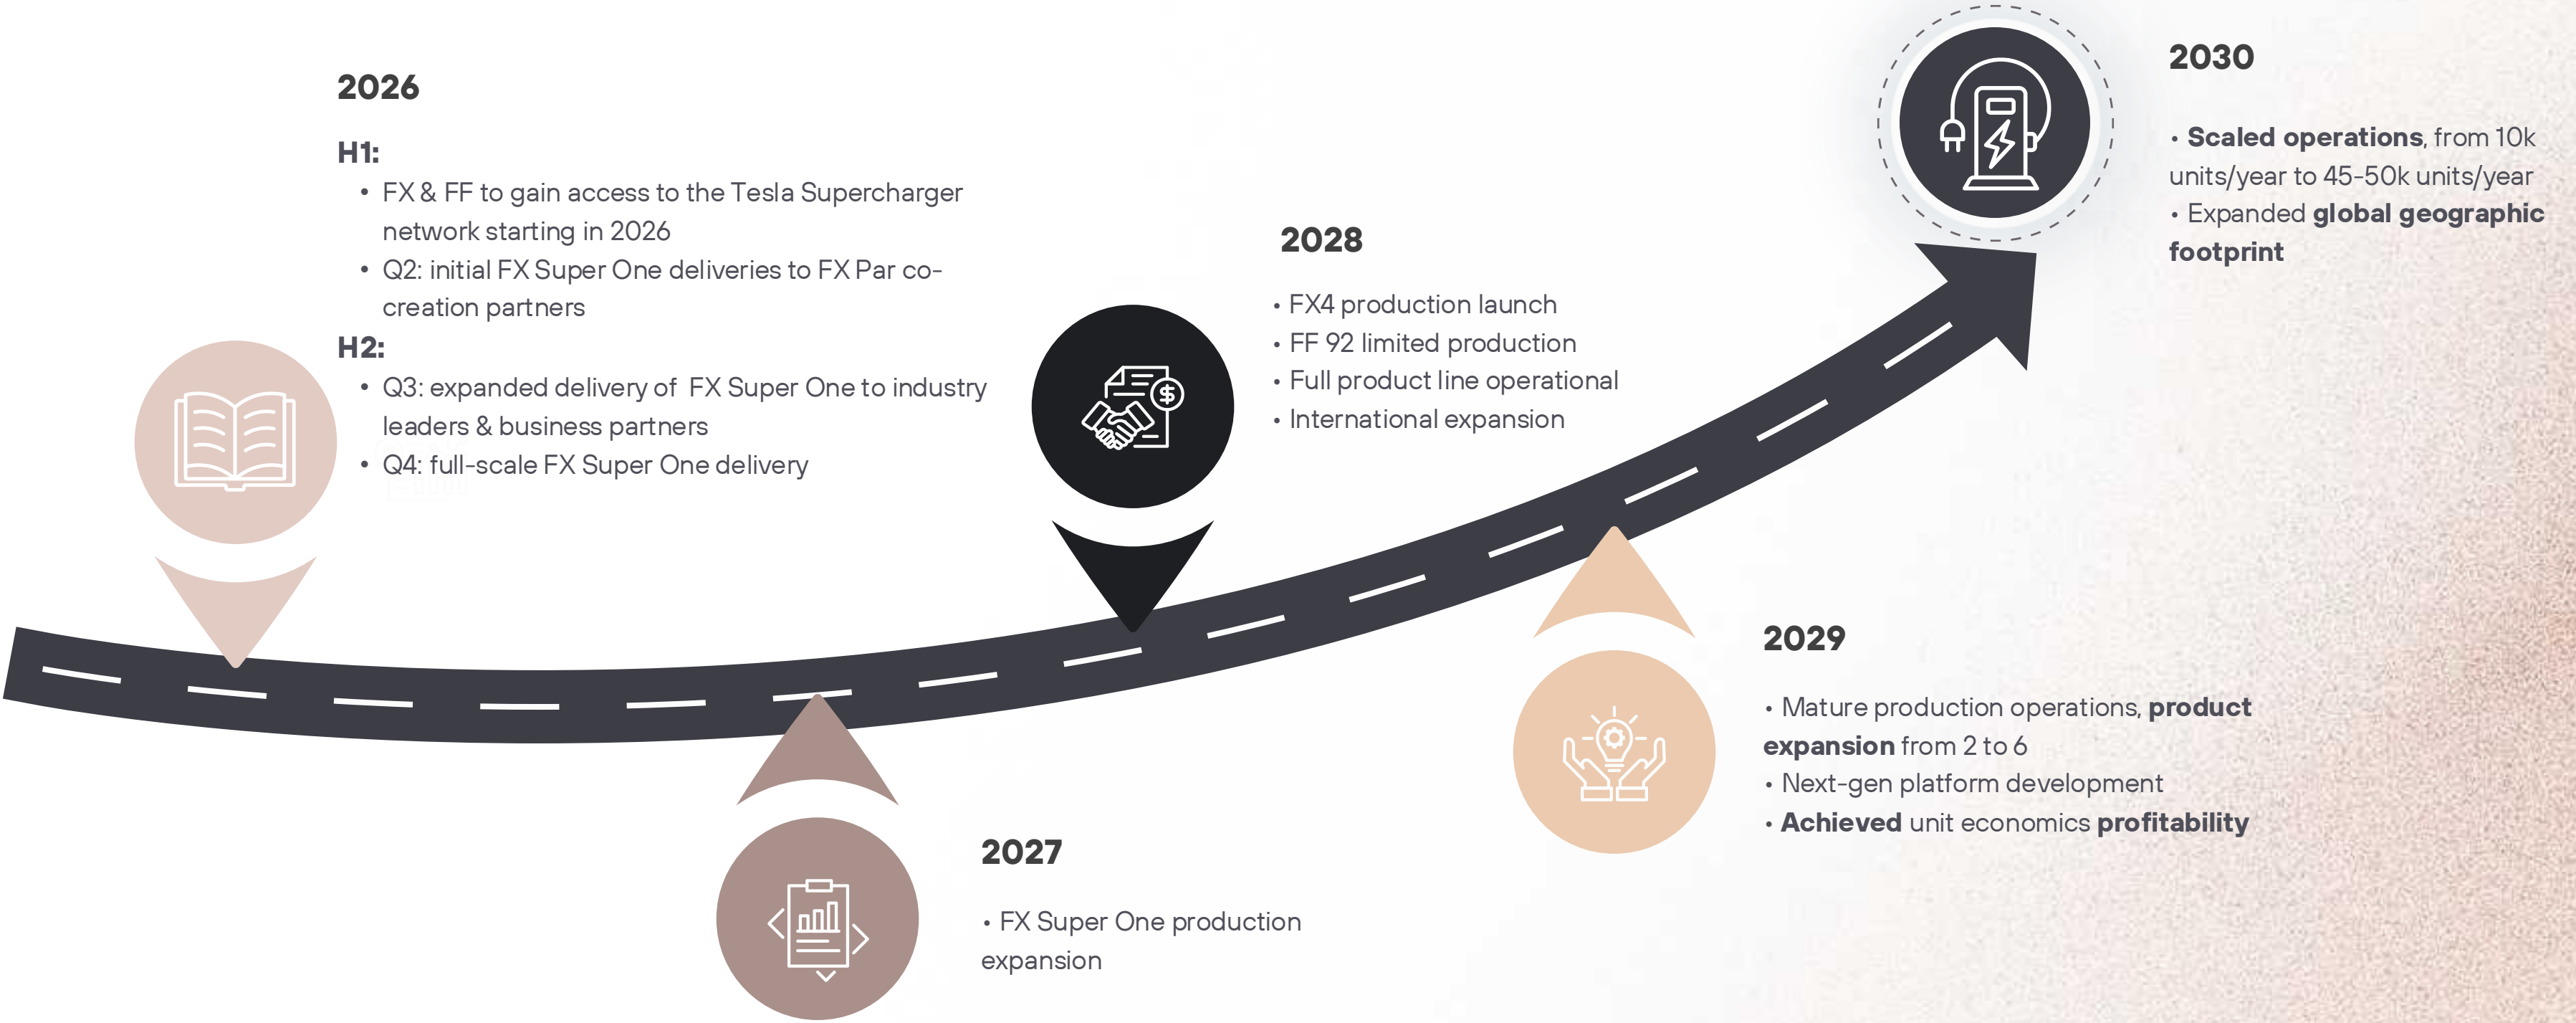 2026
H1:
• FX & FF to gain access to the Tesla Supercharger
network starting in 2026
• Q2: initial FX Super One deliveries to FX Par co-
creation partners
H2:
• Q3: expanded delivery of  FX Super One to industry
leaders & business partners
• Q4: full-scale FX Super One delivery
2027
• FX Super One production
expansion
2028
• FX4 production launch
• FF 92 limited production
• Full product line operational
• International expansion
2029
• Mature production operations, product
expansion from 2 to 6
• Next-gen platform development
• Achieved unit economics profitability
2030
• Scaled operations, from 10k
units/year to 45-50k units/year
• Expanded global geographic
footprint
$